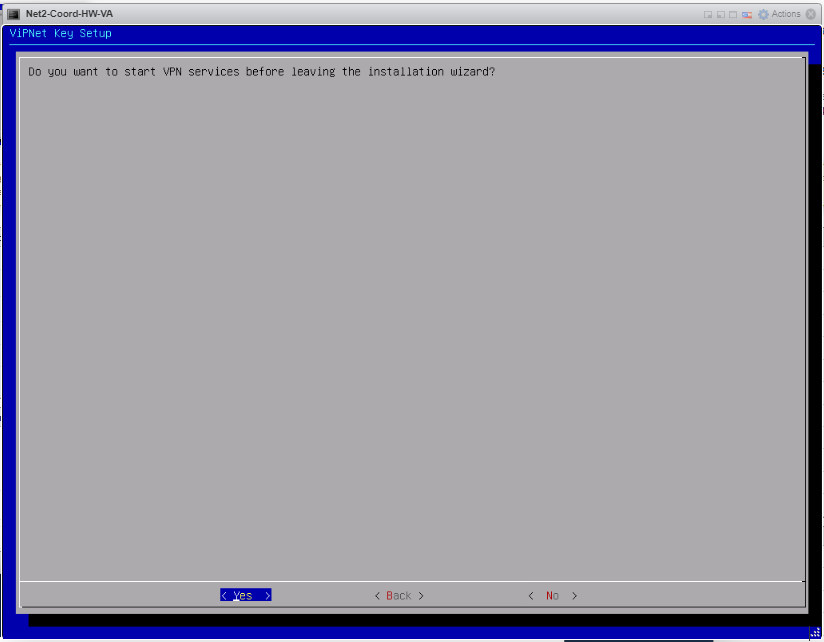 Net2-Coord-HW-VA
Actions
ViPNet Key Setup
Do you want to start VPN services before leaving the installation wizard?
< Yes > < Back > < No >